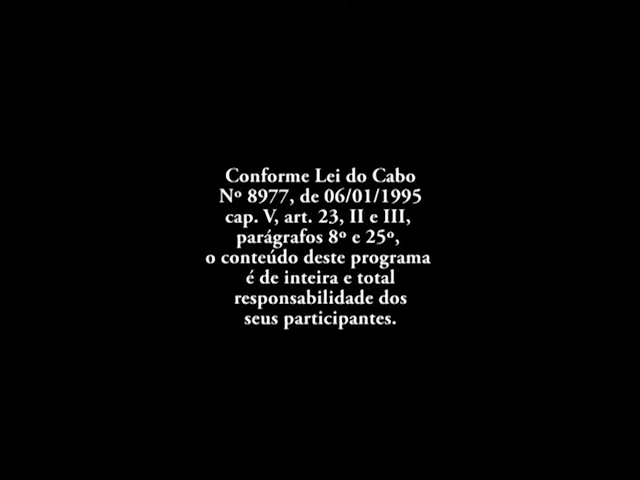 Conforme Lei do Cabo
Nº 8977, de 06/01/1995
cap. V, art. 23, II e III,
parágrafos 8º e 25º,
o conteúdo deste programa
é de inteira e total
responsabilidade dos
seus participantes.